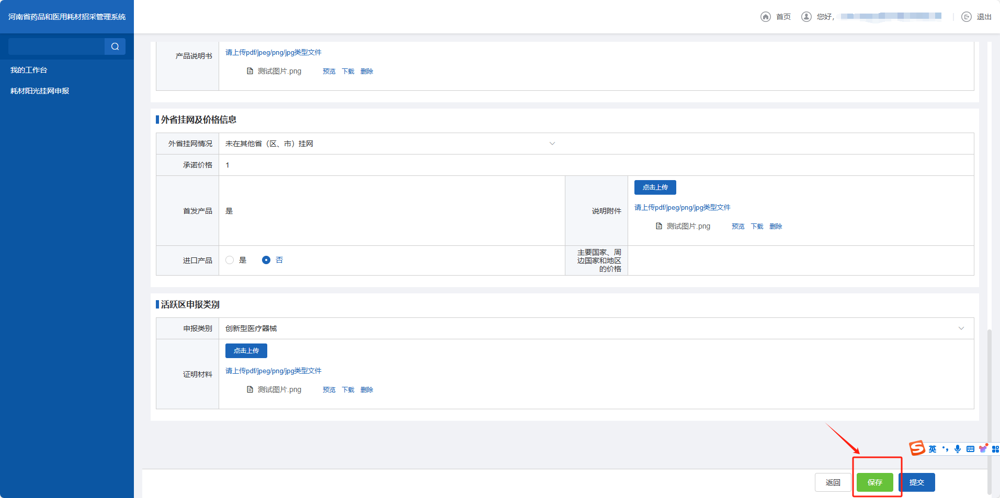 河南省药品和医用耗材招采管理系统
首页
您好,
退出
我的工作台
耗材阳光挂网申报
产品说明书
请上传pdf/jpeg/png/jpg类型文件
测试图片.png 预览 下载 删除
外省挂网及价格信息
外省挂网情况 未在其他省（区、市）挂网
承诺价格 1
首发产品 是
说明附件
点击上传
请上传pdf/jpeg/png/jpg类型文件
测试图片.png 预览 下载 删除
进口产品 是 否
主要国家、周
边国家和地区
的价格
活跃区申报类别
申报类别 创新型医疗器械
证明材料
点击上传
请上传pdf/jpeg/png/jpg类型文件
测试图片.png 预览 下载 删除
英
返回 保存 提交